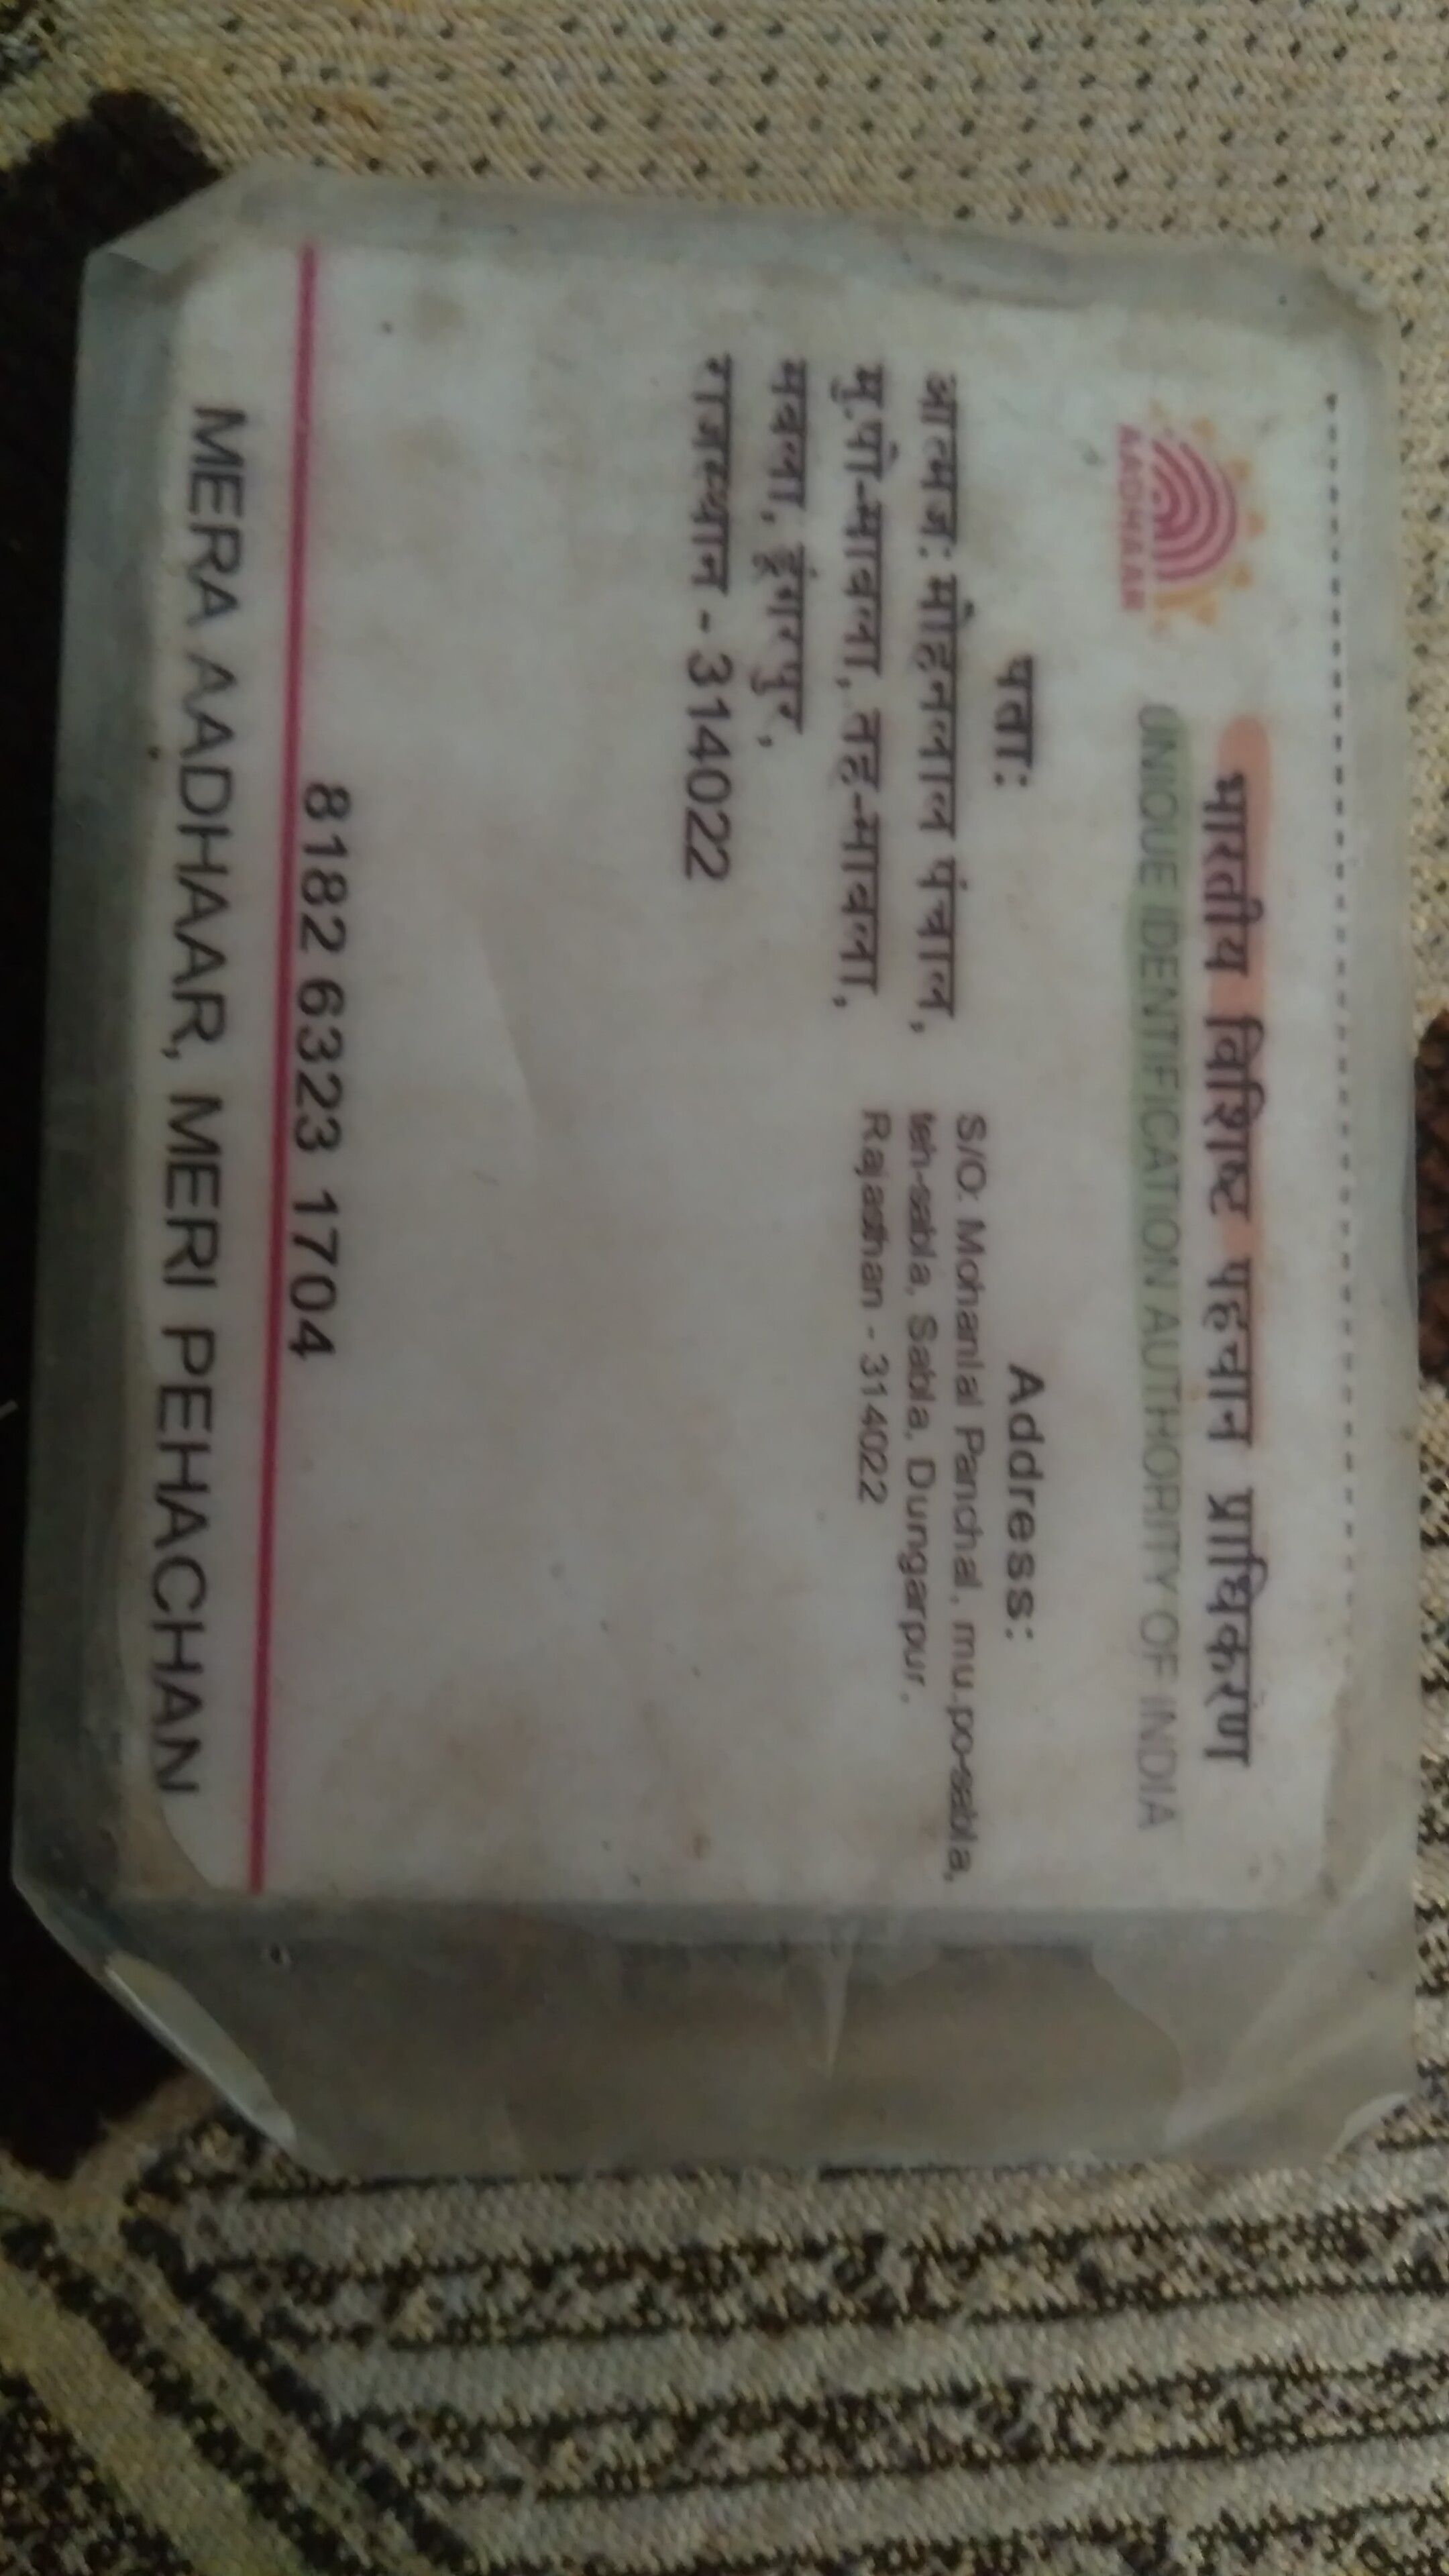 भारतीय विशिष्ट पहचान प्राधिकरण
UNIQUE IDENTIFICATION AUTHORITY OF INDIA
AADHAAR
पता:
आत्मज: मोहनलाल पंचाल,
मु.पो-साबला, तह-साबला,
सबला, डूंगरपुर,
राजस्थान - 314022
Address:
S/O: Mohanlal Panchal, mu.po-sabla,
teh-sabla, Sabla, Dungarpur,
Rajasthan - 314022
8182 6323 1704
MERA AADHAAR, MERI PEHACHAN